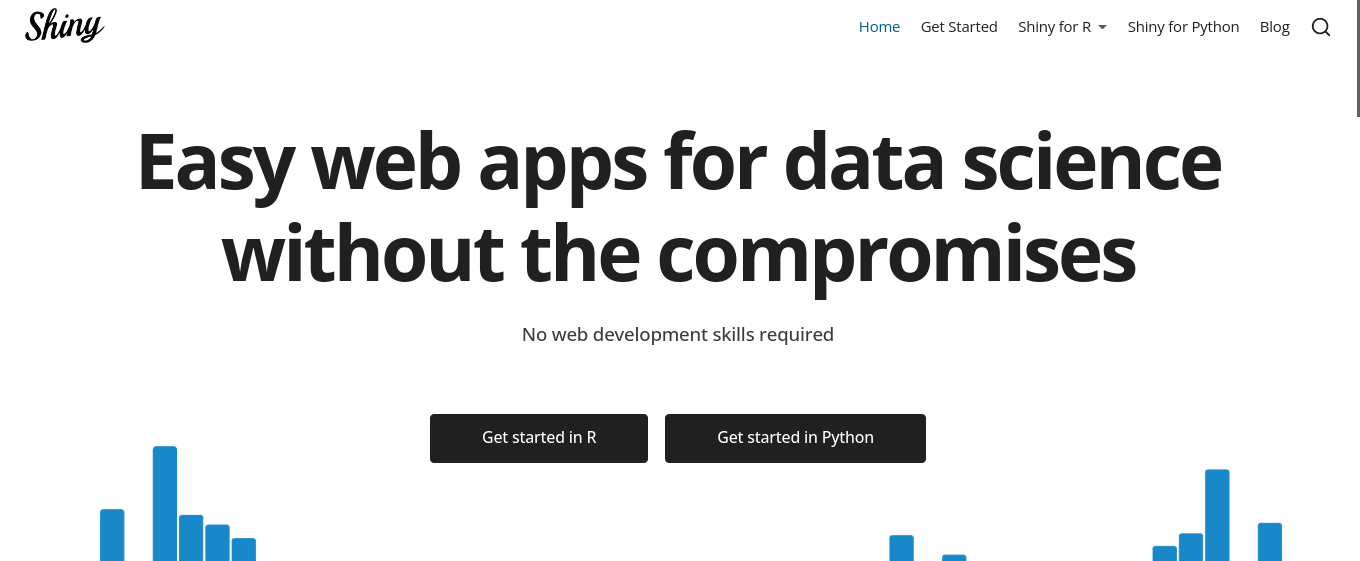 Shiny
Home Get Started Shiny for R Shiny for Python Blog
Easy web apps for data science
without the compromises
No web development skills required
Get started in R Get started in Python